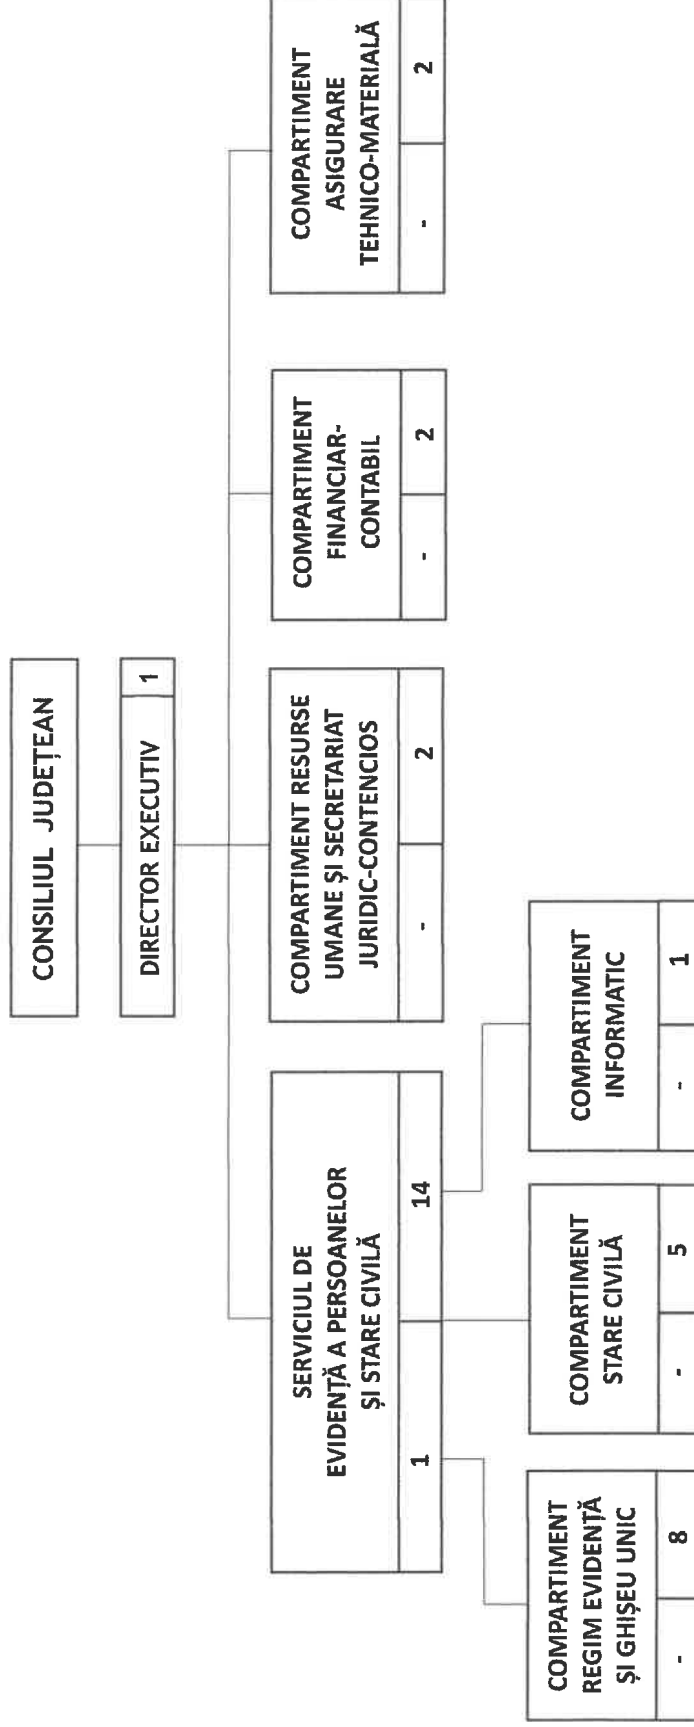 CONSILIUL JUDEȚEAN
DIRECTOR EXECUTIV
1
SERVICIUL DE
EVIDENȚĂ A PERSOANELOR
ȘI STARE CIVILĂ
1
14
COMPARTIMENT RESURSE
UMANE ȘI SECRETARIAT
JURIDIC-CONTENCIOS
-
2
COMPARTIMENT
FINANCIAR-
CONTABIL
-
2
COMPARTIMENT
ASIGURARE
TEHNICO-MATERIALĂ
-
2
COMPARTIMENT
REGIM EVIDENȚĂ
ȘI GHIȘEU UNIC
-
8
COMPARTIMENT
STARE CIVILĂ
-
5
COMPARTIMENT
INFORMATIC
-
1